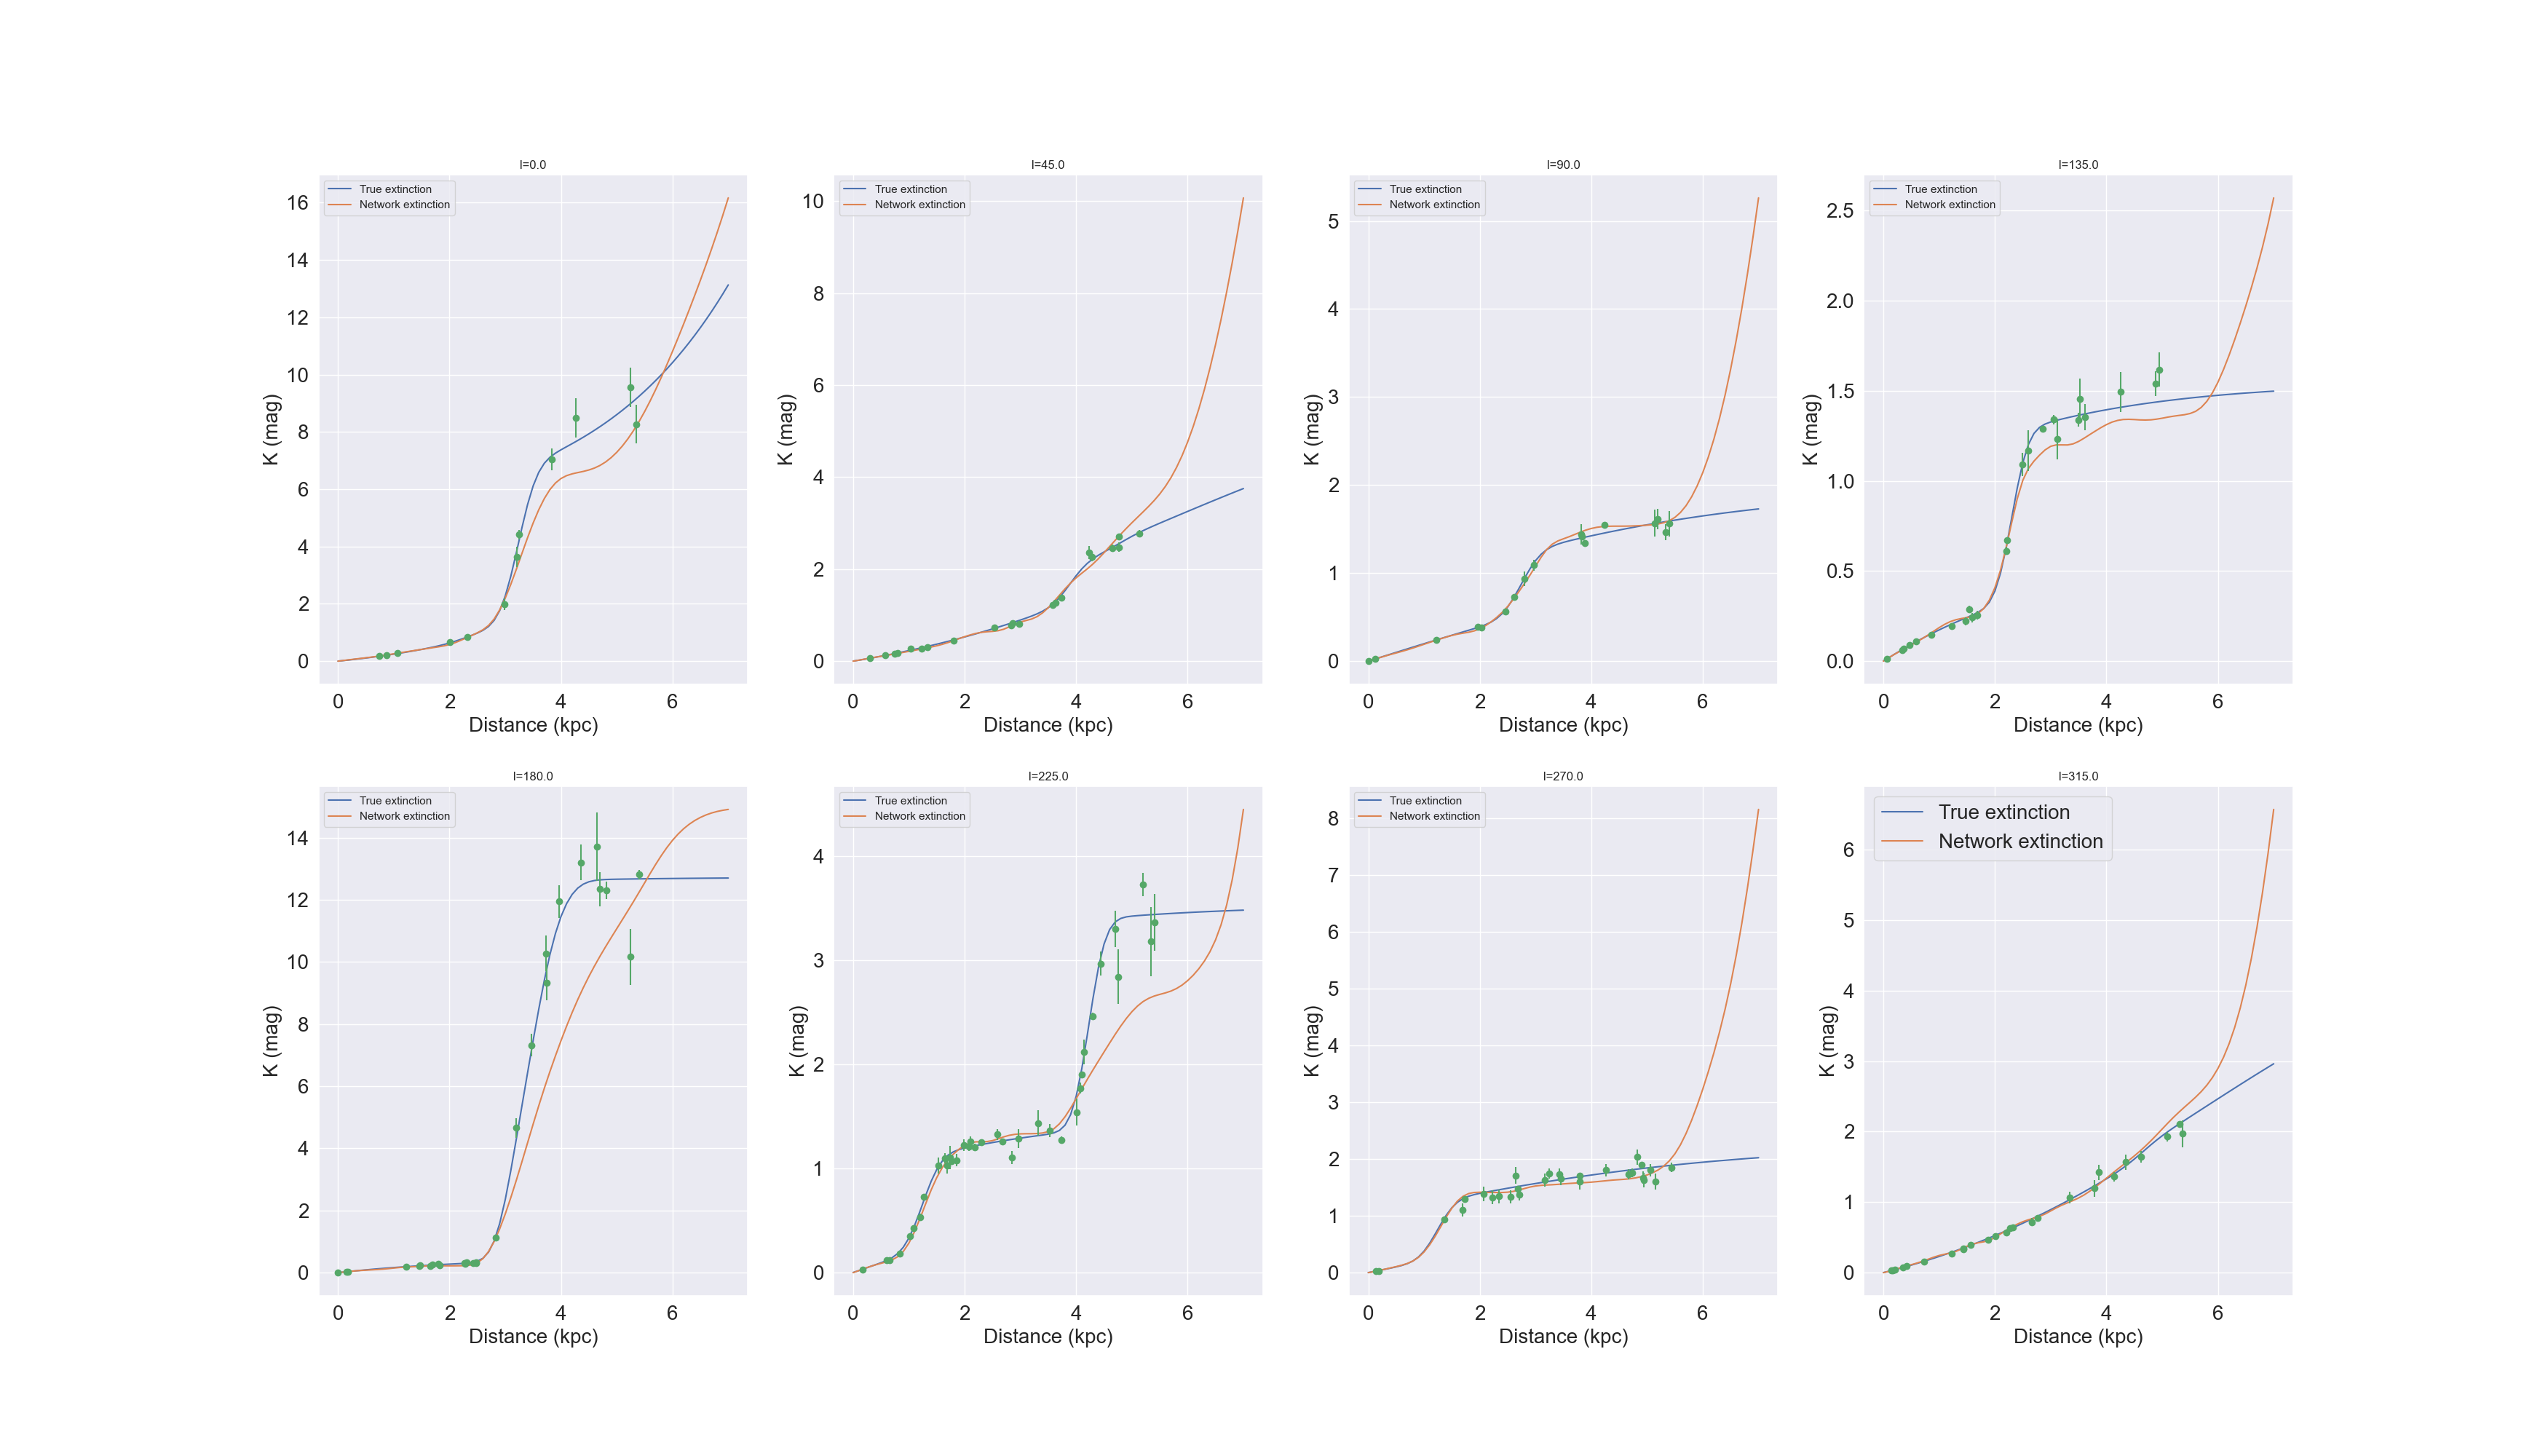 l=0.0
True extinction
Network extinction
16
14
12
10
8
6
4
2
0
K (mag)
0 2 4 6
Distance (kpc)
l=45.0
True extinction
Network extinction
10
8
6
4
2
0
K (mag)
0 2 4 6
Distance (kpc)
l=90.0
True extinction
Network extinction
5
4
3
2
1
0
K (mag)
0 2 4 6
Distance (kpc)
l=135.0
True extinction
Network extinction
2.5
2.0
1.5
1.0
0.5
0.0
K (mag)
0 2 4 6
Distance (kpc)
l=180.0
True extinction
Network extinction
14
12
10
8
6
4
2
0
K (mag)
0 2 4 6
Distance (kpc)
l=225.0
True extinction
Network extinction
4
3
2
1
0
K (mag)
0 2 4 6
Distance (kpc)
l=270.0
True extinction
Network extinction
8
7
6
5
4
3
2
1
0
K (mag)
0 2 4 6
Distance (kpc)
l=315.0
True extinction
Network extinction
6
5
4
3
2
1
0
K (mag)
0 2 4 6
Distance (kpc)